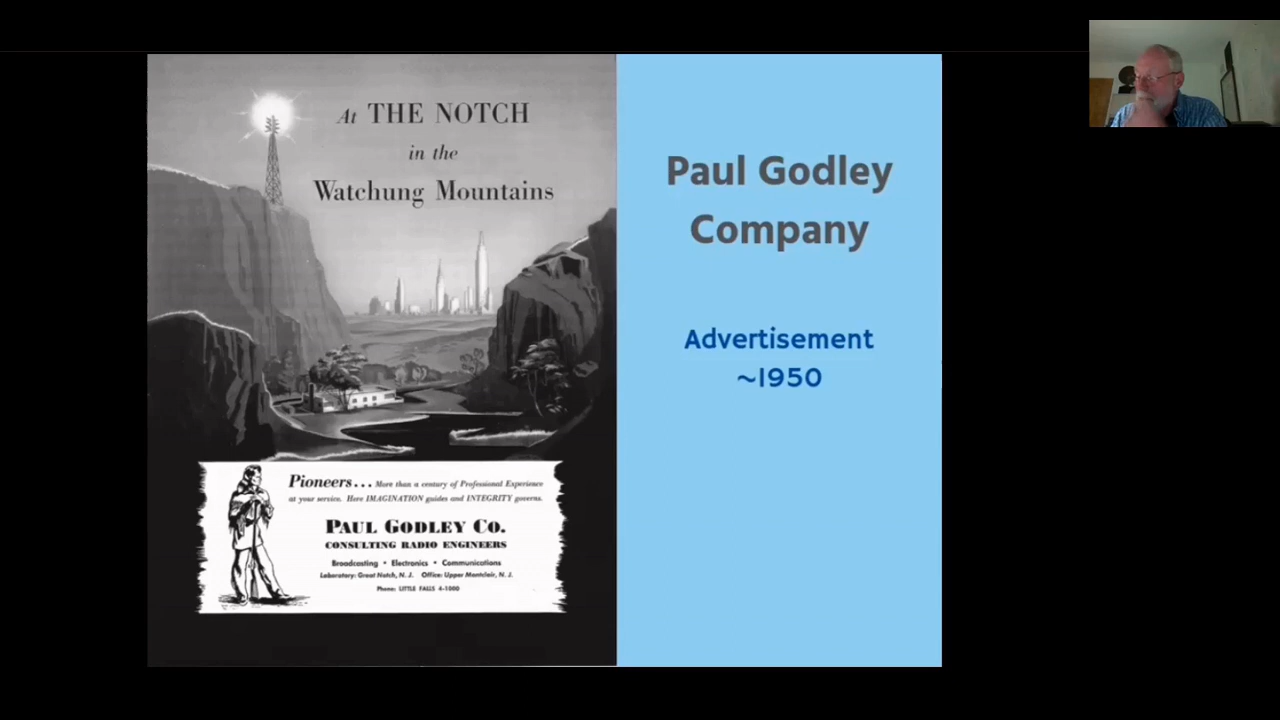 At THE NOTCH
in the
Watchung Mountains
Pioneers... More than a century of Professional Experience
at your service. Here IMAGINATION guides and INTEGRITY governs.
PAUL GODLEY CO.
CONSULTING RADIO ENGINEERS
Broadcasting • Electronics • Communications
Laboratory: Great Notch, N. J. Office: Upper Montclair, N. J.
Phone: LITTLE FALLS 4-1000
Paul Godley
Company
Advertisement
~1950